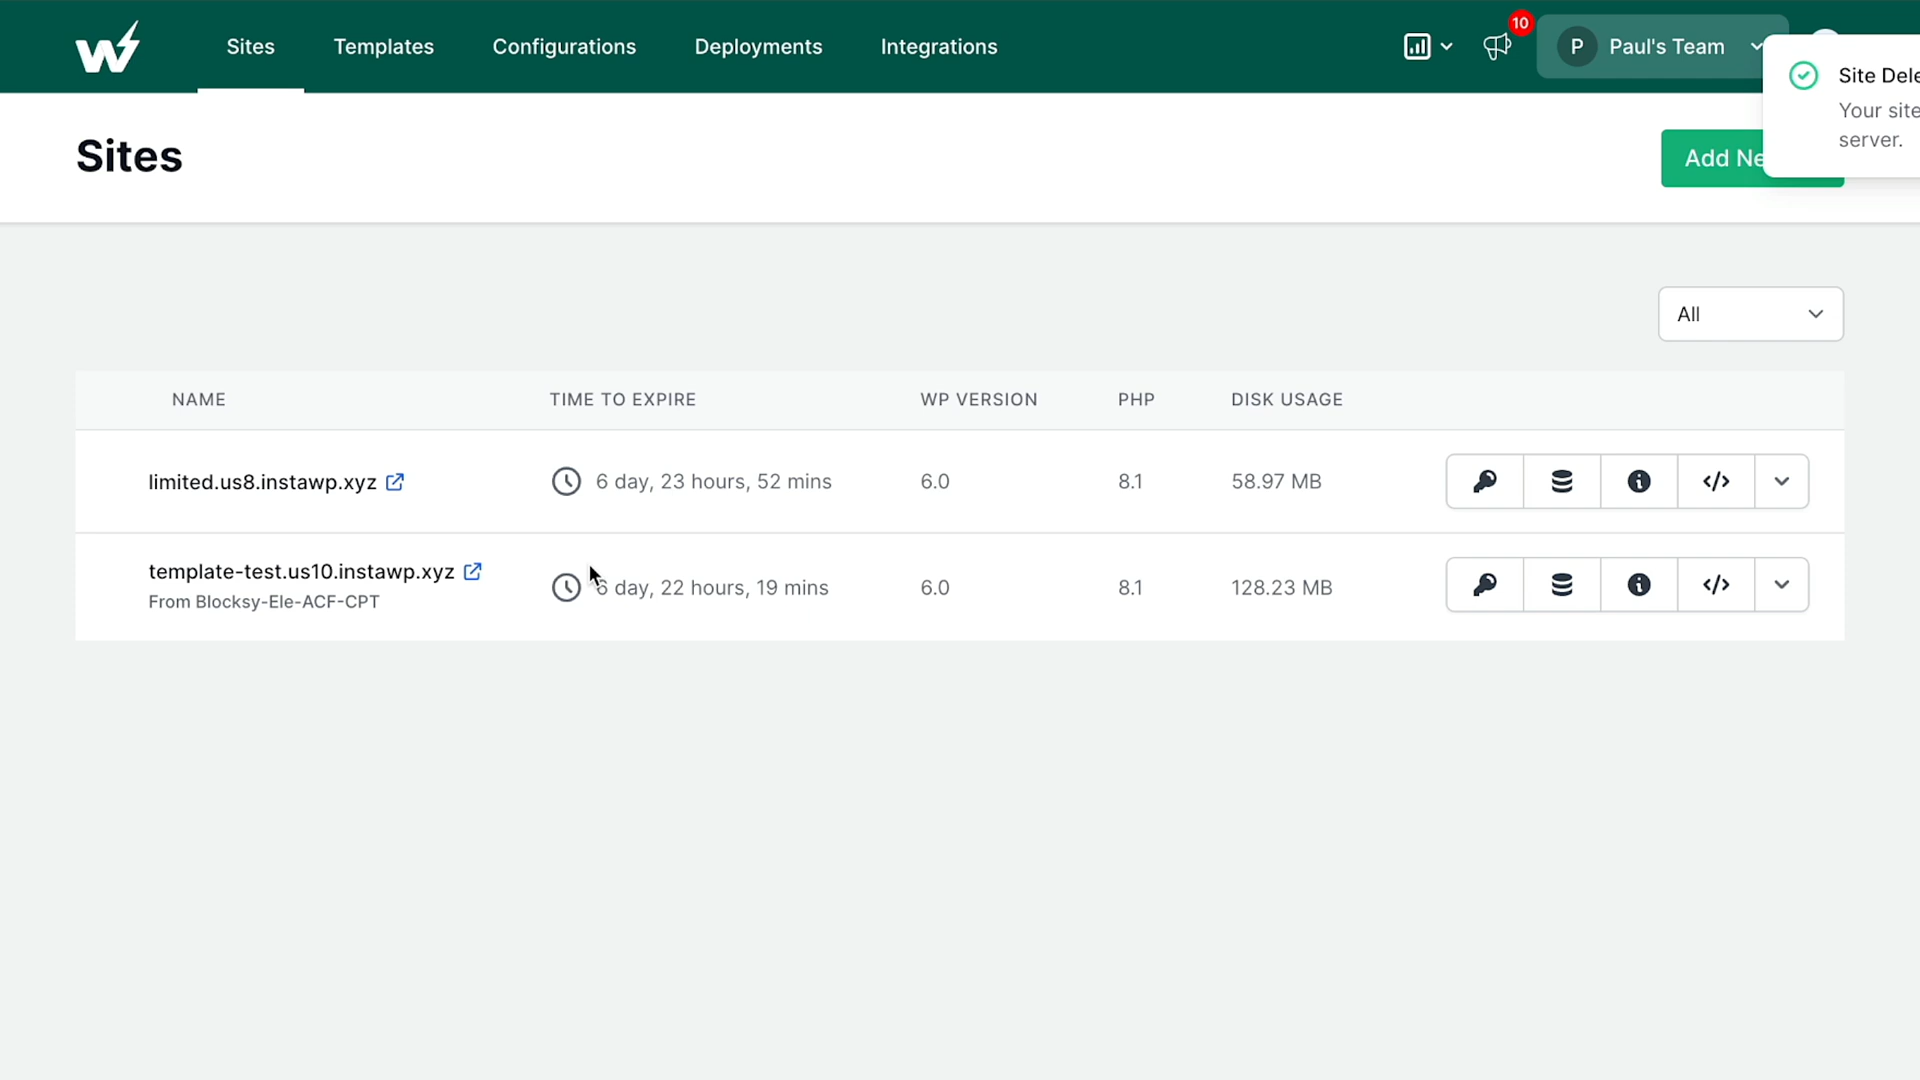 Sites
Templates
Configurations
Deployments
Integrations
10
P
Paul's Team
Site Dele
Your site
server.
Sites
Add Ne
All
NAME
TIME TO EXPIRE
WP VERSION
PHP
DISK USAGE
limited.us8.instawp.xyz
6 day, 23 hours, 52 mins
6.0
8.1
58.97 MB
template-test.us10.instawp.xyz
From Blocksy-Ele-ACF-CPT
6 day, 22 hours, 19 mins
6.0
8.1
128.23 MB